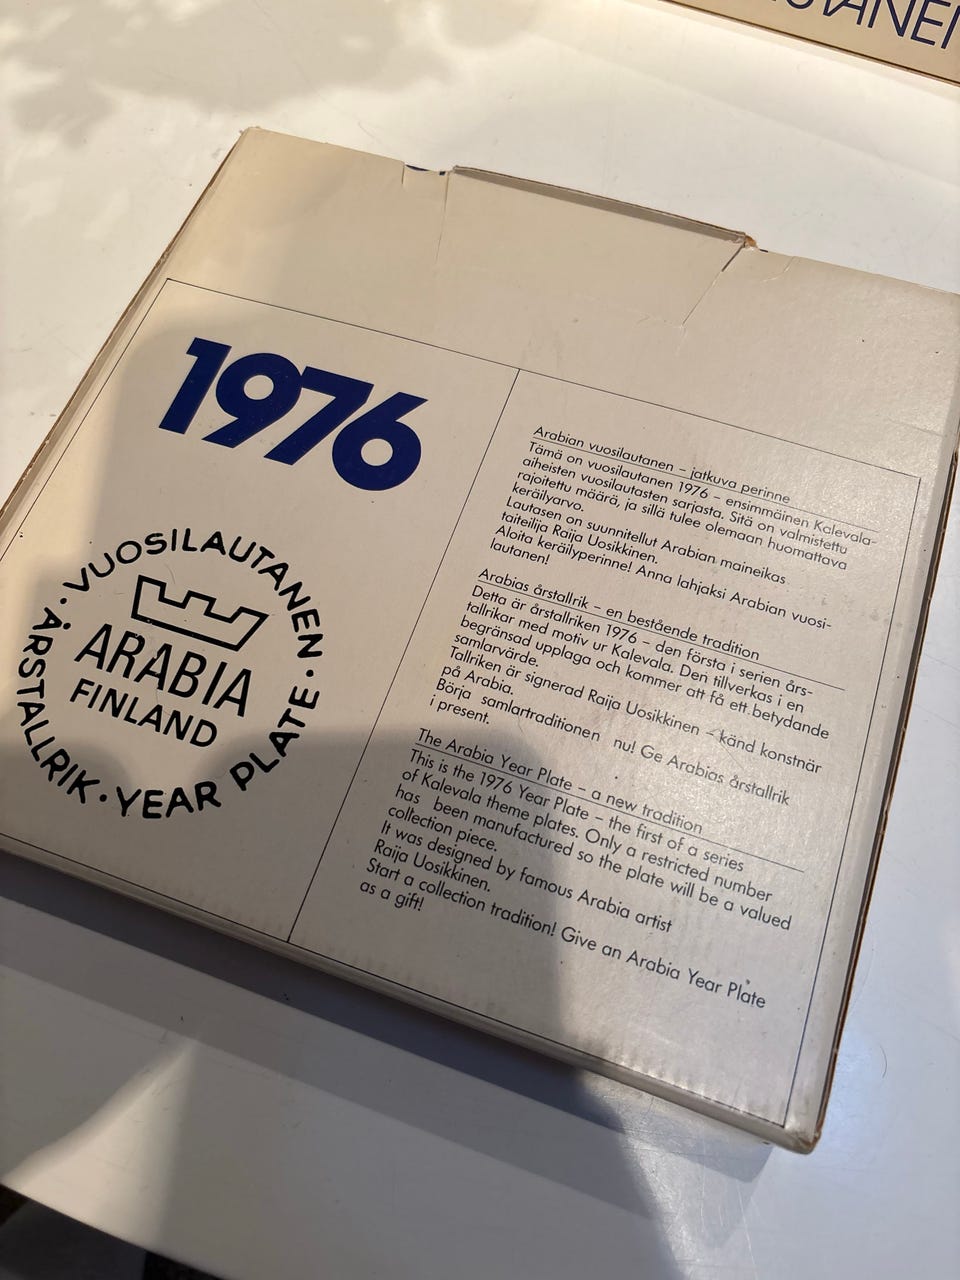 1976
VUOSILAUTANEN · ÅRSTALLRIK · YEAR PLATE ·
ARABIA
FINLAND
Arabian vuosilautanen – jatkuva perinne
Tämä on vuosilautanen 1976 – ensimmäinen Kalevala-
aiheisten vuosilautasten sarjasta. Sitä on valmistettu
rajoitettu määrä, ja sillä tulee olemaan huomattava
keräilyarvo.
Lautasen on suunnitellut Arabian maineikas
taiteilija Raija Uosikkinen.
Aloita keräilyperinne! Anna lahjaksi Arabian vuosi-
lautanen!
Arabias årstallrik – en bestående tradition
Detta är årstallriken 1976 – den första i serien års-
tallrikar med motiv ur Kalevala. Den tillverkas i en
begränsad upplaga och kommer att få ett betydande
samlarvärde.
Tallriken är signerad Raija Uosikkinen – känd konstnär
på Arabia.
Börja samlartraditionen nu! Ge Arabias årstallrik
i present.
The Arabia Year Plate – a new tradition
This is the 1976 Year Plate – the first of a series
of Kalevala theme plates. Only a restricted number
has been manufactured so the plate will be a valued
collection piece.
It was designed by famous Arabia artist
Raija Uosikkinen.
Start a collection tradition! Give an Arabia Year Plate
as a gift!